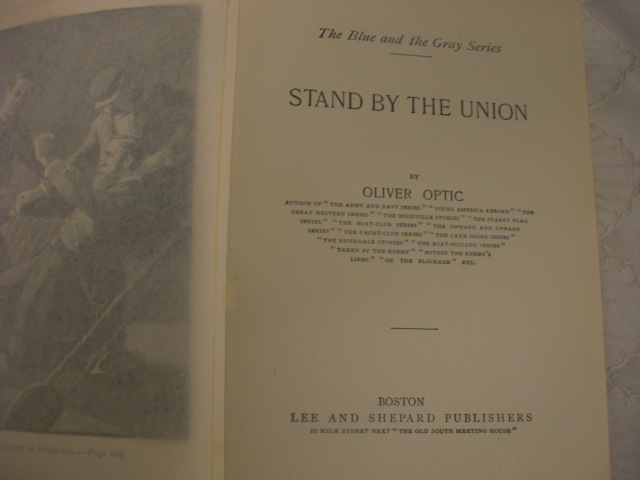 The Blue and the Gray Series
STAND BY THE UNION
BY
OLIVER OPTIC
AUTHOR OF "THE ARMY AND NAVY SERIES" "YOUNG AMERICA ABROAD" "THE
GREAT WESTERN SERIES" "THE WOODVILLE STORIES" "THE STARRY FLAG
SERIES" "THE BOAT-CLUB SERIES" "THE ONWARD AND UPWARD
SERIES" "THE YACHT-CLUB SERIES" "THE LAKE SHORE SERIES"
"THE RIVERDALE STORIES" "THE BOAT-BUILDER SERIES"
"TAKEN BY THE ENEMY" "WITHIN THE ENEMY'S
LINES" "ON THE BLOCKADE" ETC.
BOSTON
LEE AND SHEPARD PUBLISHERS
10 MILK STREET NEXT "THE OLD SOUTH MEETING HOUSE"
— Page 186